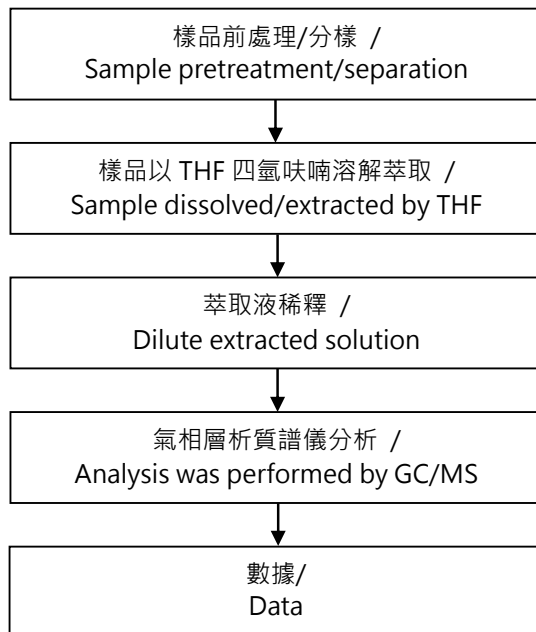 樣品前處理/分樣 /
Sample pretreatment/separation
樣品以 THF 四氫呋喃溶解萃取 /
Sample dissolved/extracted by THF
萃取液稀釋 /
Dilute extracted solution
氣相層析質譜儀分析 /
Analysis was performed by GC/MS
數據/
Data